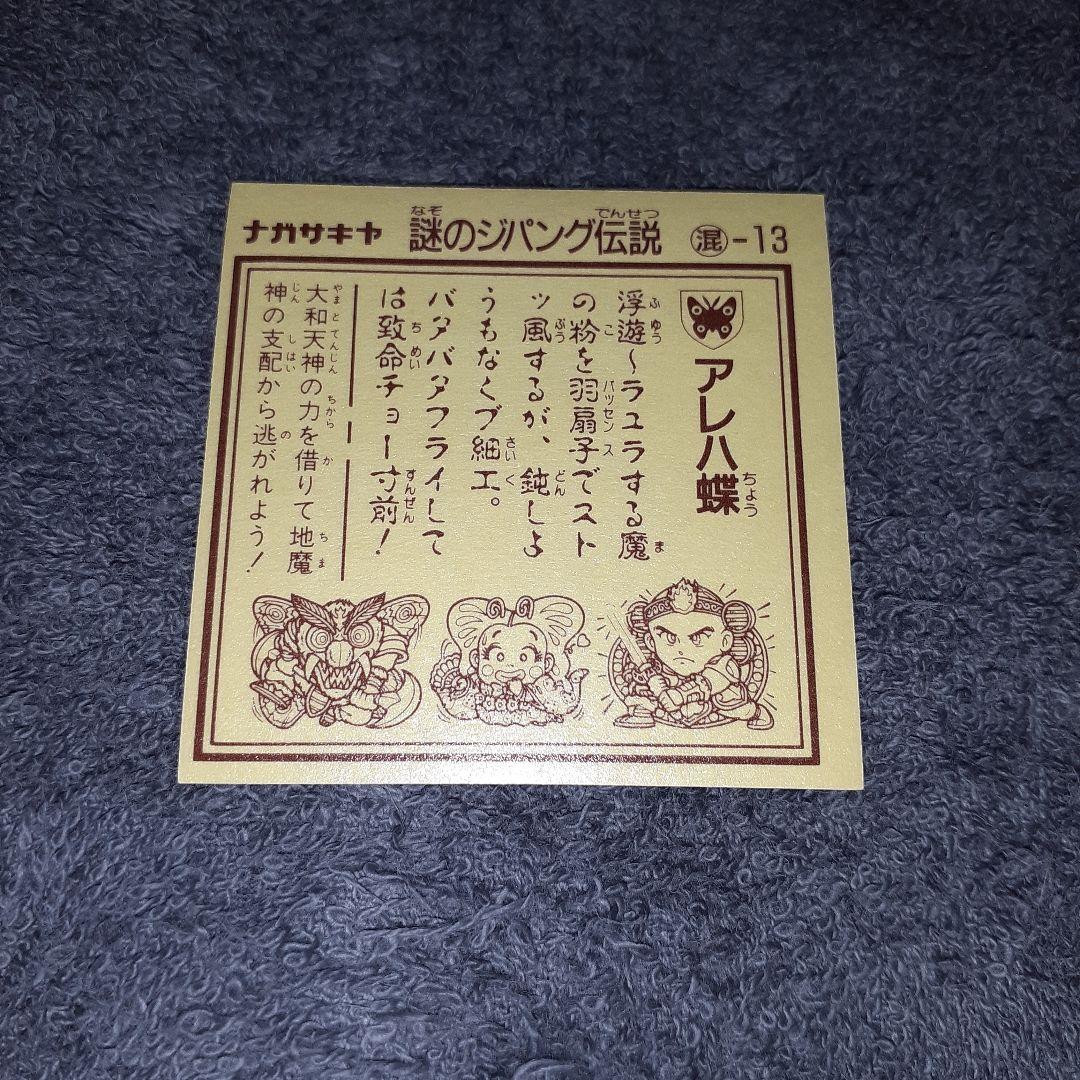 ナガサキヤ 謎のジパング伝説 混-13
アレハ蝶
浮遊〜ラユラする魔
の粉を羽扇子でスト
ップ風するが、鈍しよ
うもなくブ細工。
バタバタフライして
は致命チョー寸前!
大和天神の力を借りて地魔
神の支配から逃がれよう!